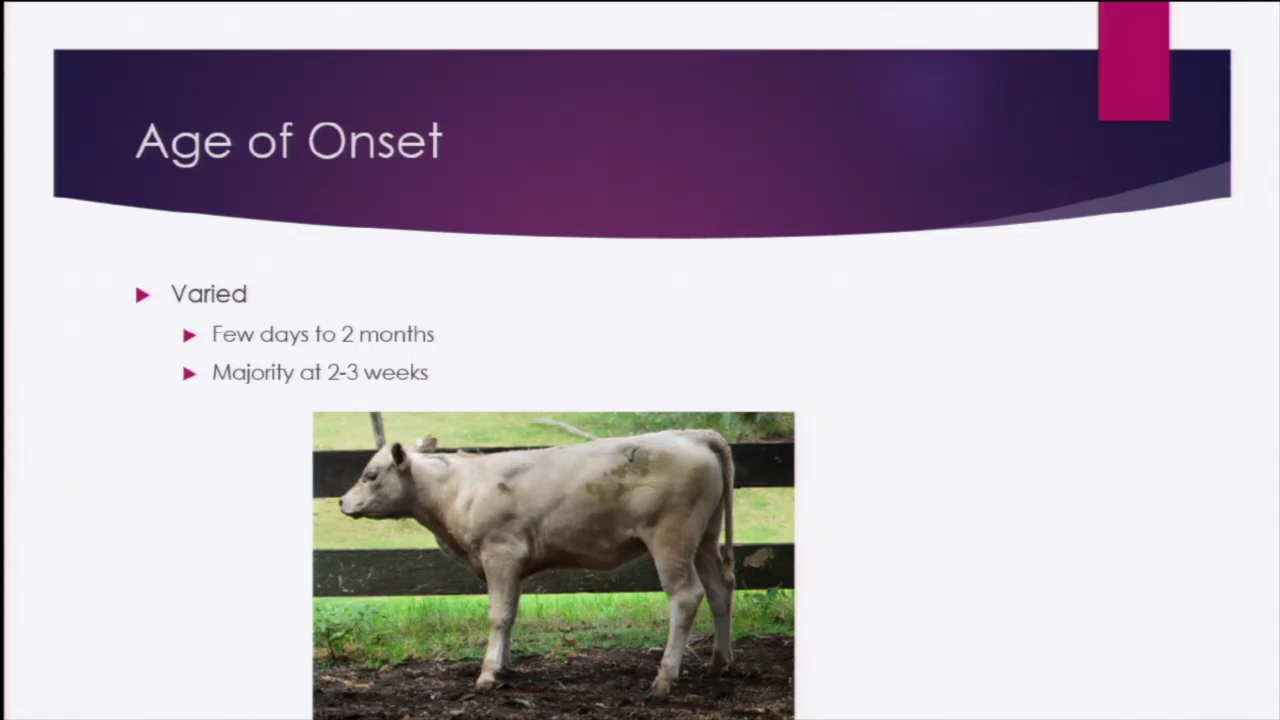 Age of Onset
Varied
Few days to 2 months
Majority at 2-3 weeks